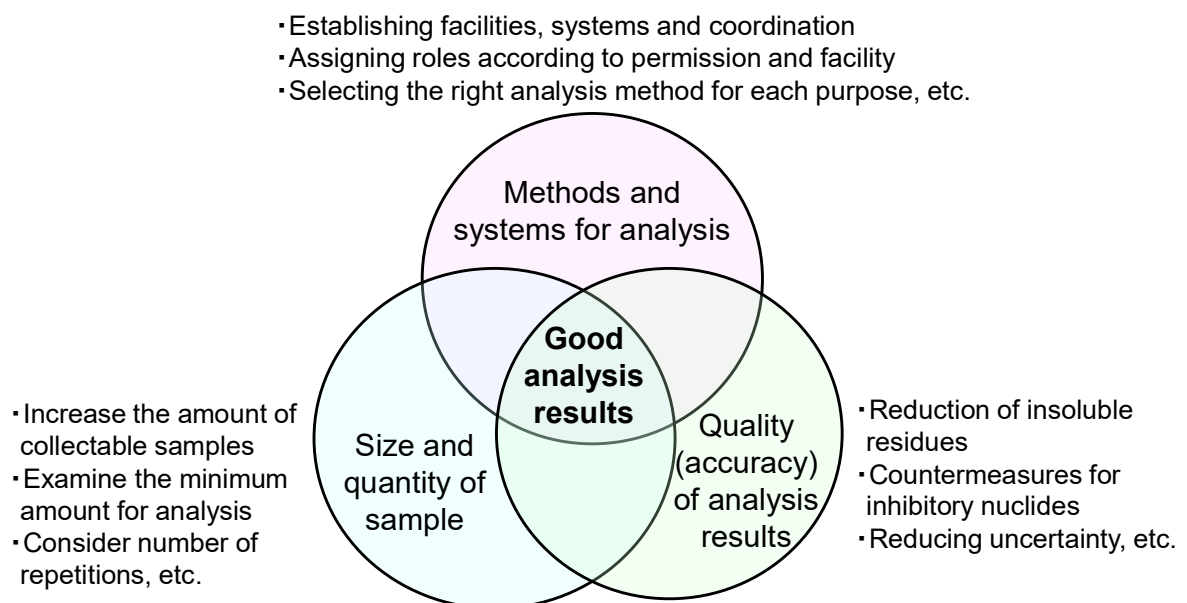 ・Establishing facilities, systems and coordination
・Assigning roles according to permission and facility
・Selecting the right analysis method for each purpose, etc.
Methods and
systems for analysis
Good
analysis
results
・Increase the amount of
collectable samples
・Examine the minimum
amount for analysis
・Consider number of
repetitions, etc.
Size and
quantity of
sample
Quality
(accuracy)
of analysis
results
・Reduction of insoluble
residues
・Countermeasures for
inhibitory nuclides
・Reducing uncertainty, etc.